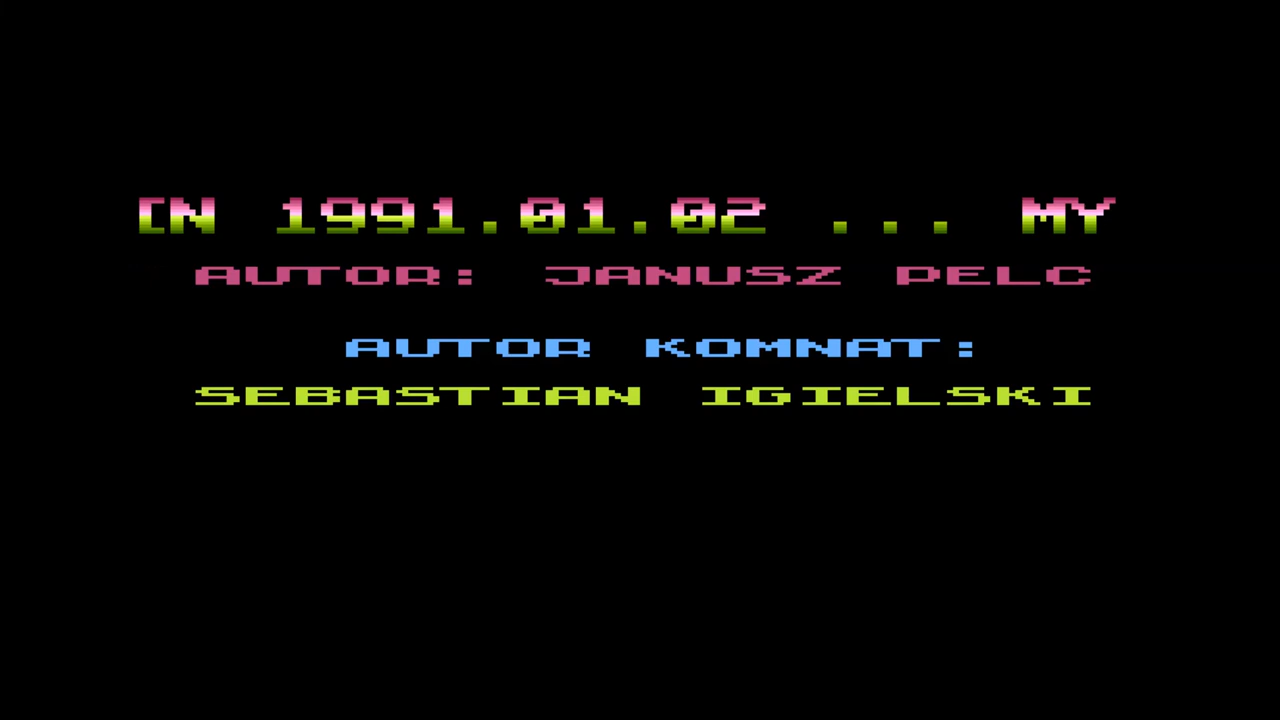 IN 1991.01.02 ... MY
AUTOR: JANUSZ PELC
AUTOR KOMNAT:
SEBASTIAN IGIELSKI